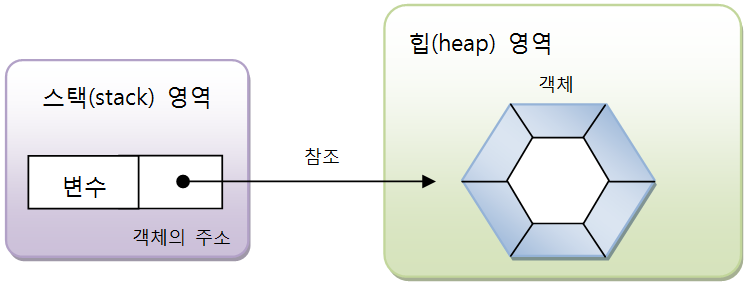 스택(stack) 영역
변수
객체의 주소
참조
힙(heap) 영역
객체